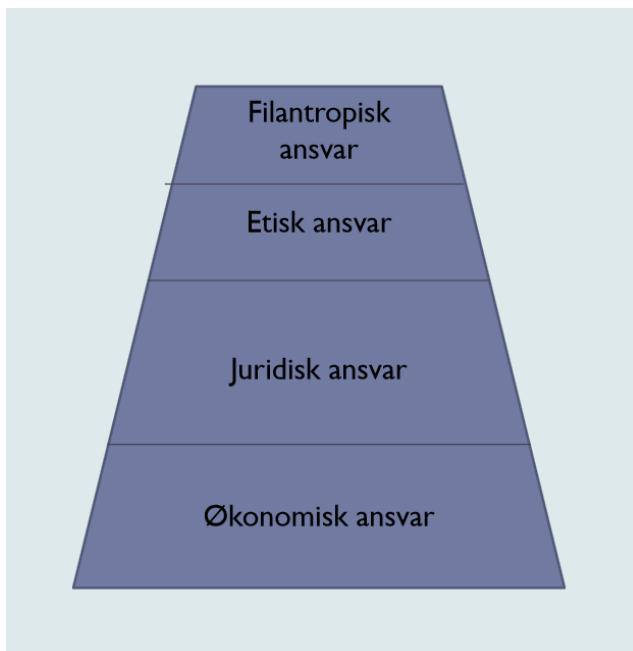 Filantropisk
ansvar
Etisk ansvar
Juridisk ansvar
Økonomisk ansvar